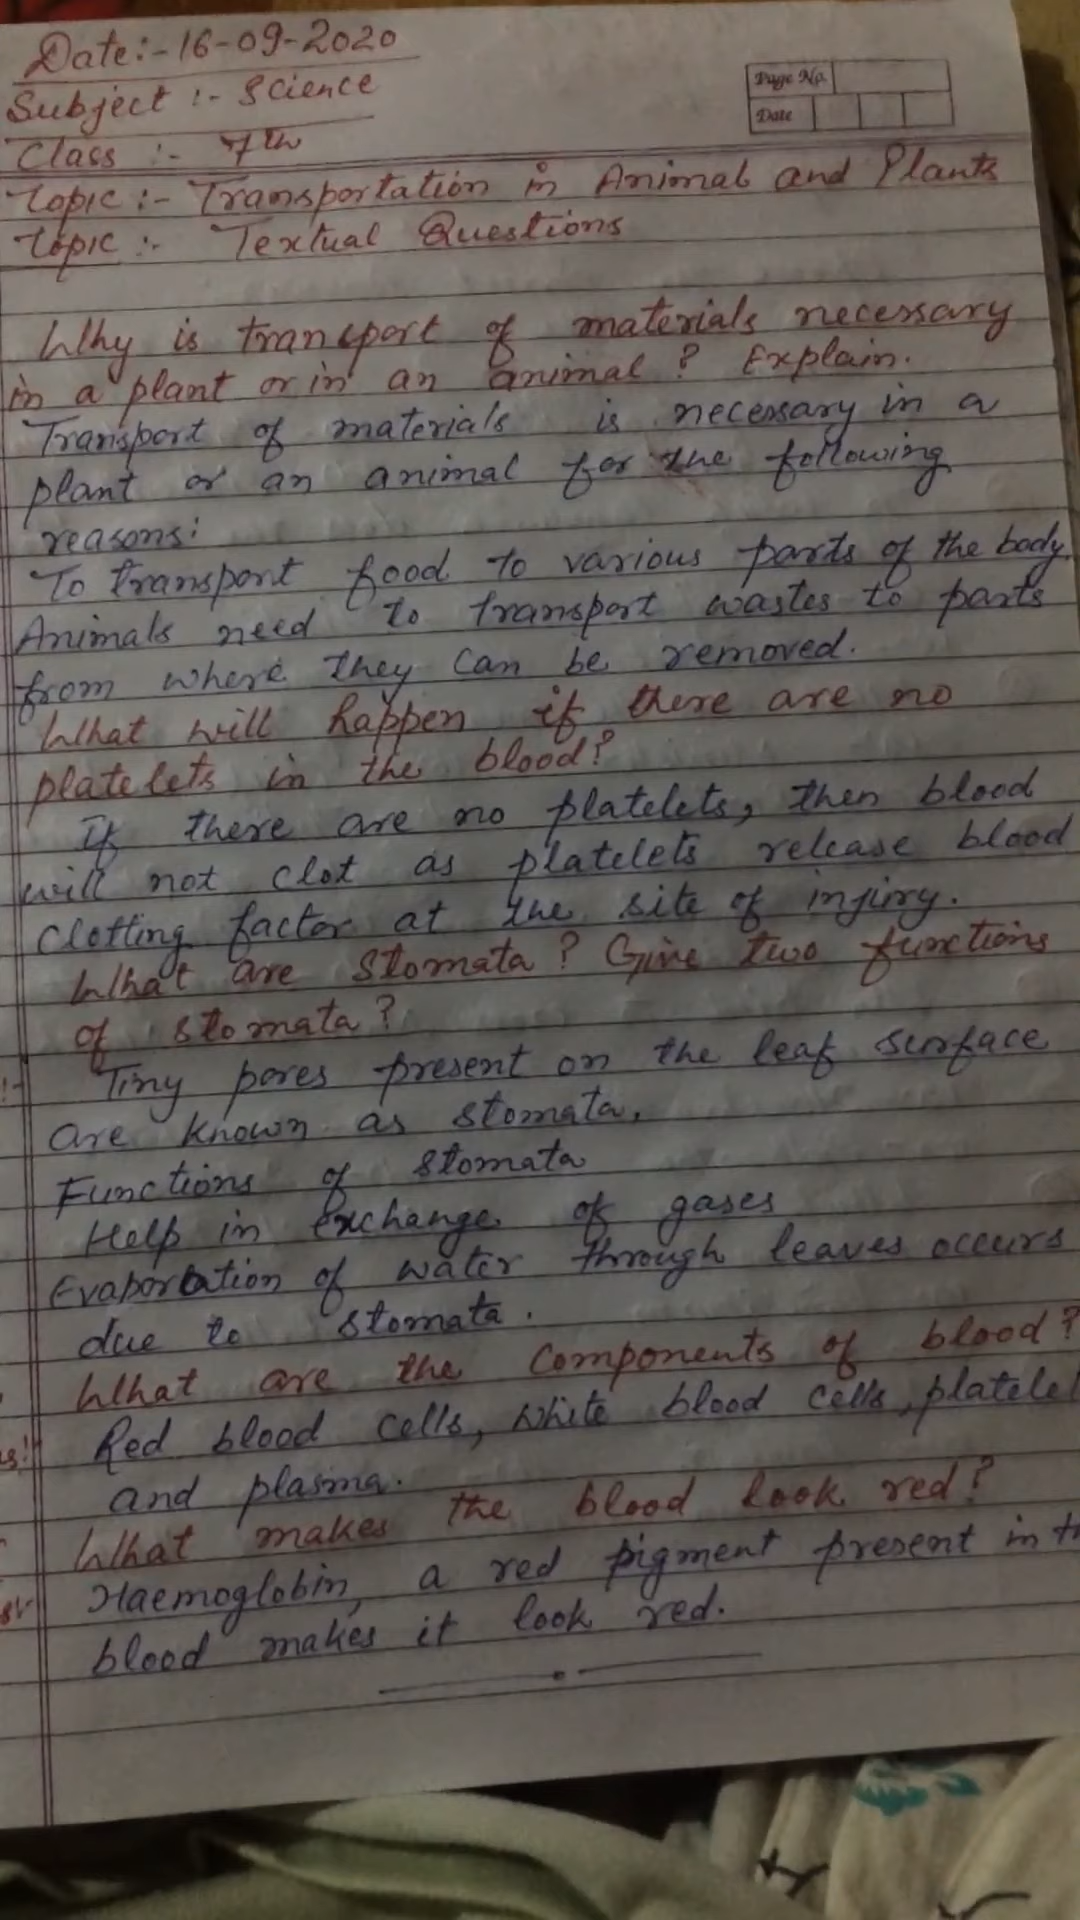 Date:-16-09-2020
Subject :- Science
Page No.
Date
Class :- 7th
Topic :- Transportation in Animal and Plants
Topic :- Textual Questions
Why is transport of materials necessary
in a plant or in an animal? Explain.
Transport of materials is necessary in a
plant or an animal for the following
reasons:
To transport food to various parts of the body.
Animals need to transport wastes to parts
from where they can be removed.
What will happen if there are no
platelets in the blood?
If there are no platelets, then blood
will not clot as platelets release blood
clotting factor at the site of injury.
What are stomata? Give two functions
of stomata?
Tiny pores present on the leaf surface
are known as stomata.
Functions of stomata
Help in exchange of gases
Evaporation of water through leaves occurs
due to stomata.
What are the components of blood?
Red blood cells, white blood cells, platelet
and plasma.
What makes the blood look red?
Haemoglobin, a red pigment present in
blood makes it look red.